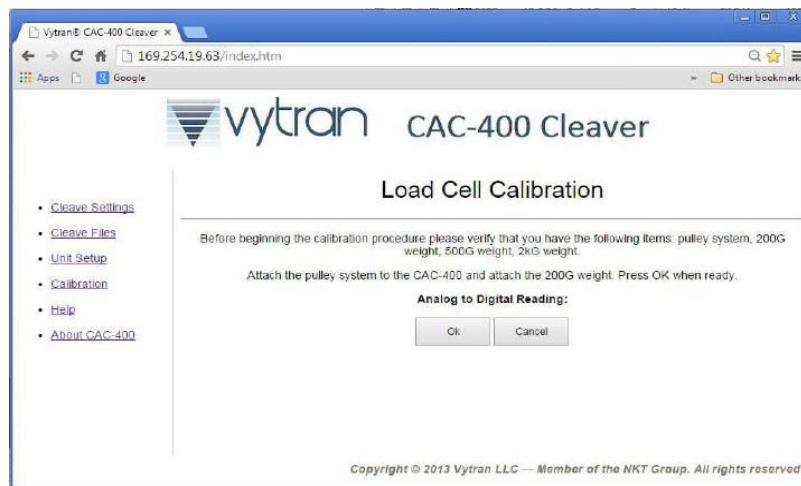 Vytran® CAC-400 Cleaver
169.254.19.63/index.htm
Apps
Google
Other bookmark
vytran CAC-400 Cleaver
Load Cell Calibration
Cleave Settings
Cleave Files
Unit Setup
Calibration
Help
About CAC-400
Before beginning the calibration procedure please verify that you have the following items: pulley system, 200G
weight, 500G weight, 2kG weight.
Attach the pulley system to the CAC-400 and attach the 200G weight. Press OK when ready.
Analog to Digital Reading:
Ok
Cancel
Copyright © 2013 Vytran LLC — Member of the NKT Group. All rights reserved